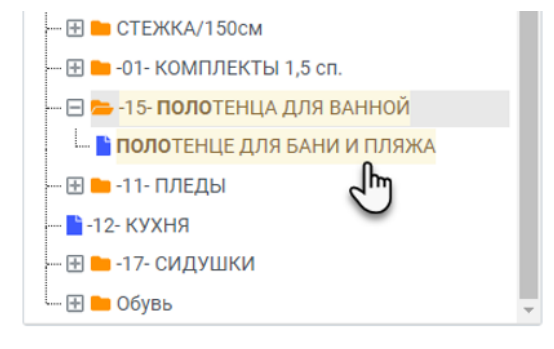 СТЕЖКА/150см
-01- КОМПЛЕКТЫ 1,5 сп.
-15- ПОЛОТЕНЦА ДЛЯ ВАННОЙ
ПОЛОТЕНЦЕ ДЛЯ БАНИ И ПЛЯЖА
-11- ПЛЕДЫ
-12- КУХНЯ
-17- СИДУШКИ
Обувь